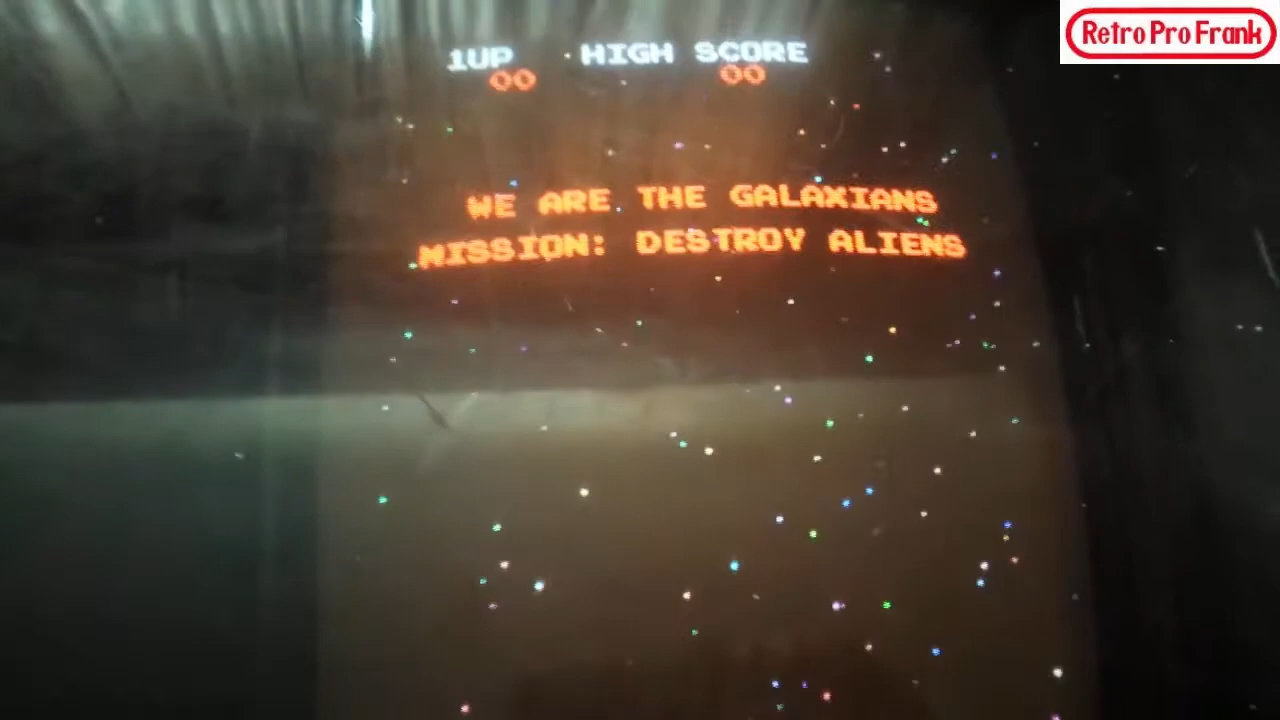 Retro Pro Frank
1UP HIGH SCORE
00 00
WE ARE THE GALAXIANS
MISSION: DESTROY ALIENS